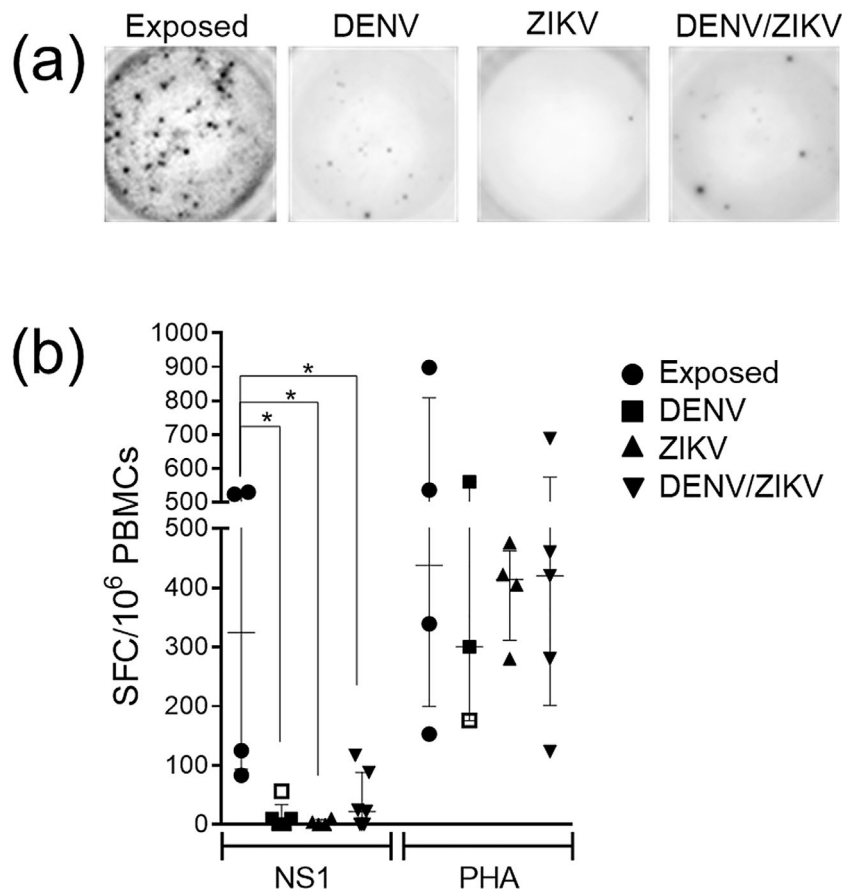 (a)
Exposed DENV ZIKV DENV/ZIKV
(b)
SFC/10⁶ PBMCs
1000
900
800
700
600
500
500
400
300
200
100
0
*
*
*
Exposed
DENV
ZIKV
DENV/ZIKV
NS1 PHA